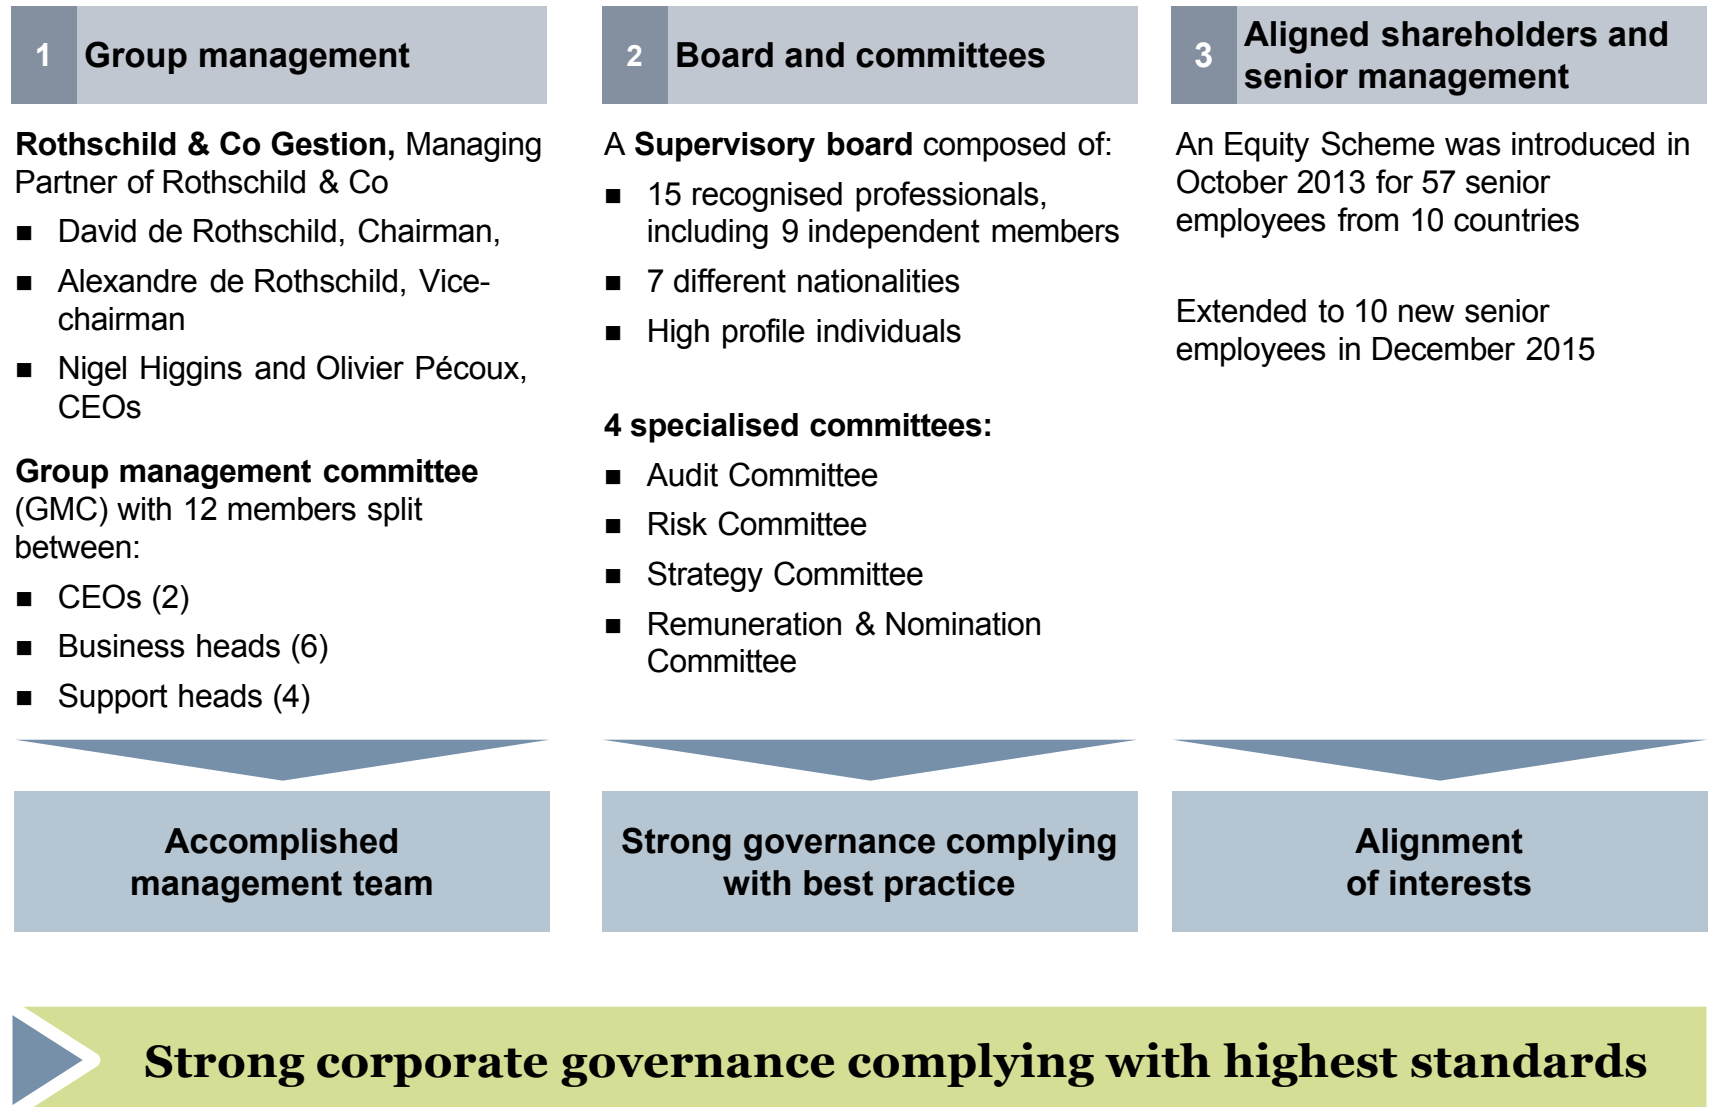 1 Group management
Rothschild & Co Gestion, Managing
Partner of Rothschild & Co
■ David de Rothschild, Chairman,
■ Alexandre de Rothschild, Vice-
chairman
■ Nigel Higgins and Olivier Pécoux,
CEOs
Group management committee
(GMC) with 12 members split
between:
■ CEOs (2)
■ Business heads (6)
■ Support heads (4)
Accomplished
management team
2 Board and committees
A Supervisory board composed of:
■ 15 recognised professionals,
including 9 independent members
■ 7 different nationalities
■ High profile individuals
4 specialised committees:
■ Audit Committee
■ Risk Committee
■ Strategy Committee
■ Remuneration & Nomination
Committee
Strong governance complying
with best practice
3 Aligned shareholders and
senior management
An Equity Scheme was introduced in
October 2013 for 57 senior
employees from 10 countries
Extended to 10 new senior
employees in December 2015
Alignment
of interests
Strong corporate governance complying with highest standards